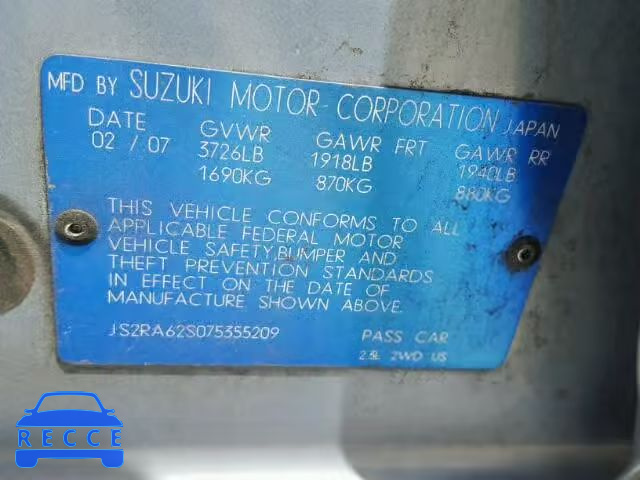 MFD BY SUZUKI MOTOR CORPORATION JAPAN
DATE GVWR GAWR FRT GAWR RR
02 / 07 3726LB 1918LB 1940LB
1690KG 870KG 880KG
THIS VEHICLE CONFORMS TO ALL
APPLICABLE FEDERAL MOTOR
VEHICLE SAFETY,BUMPER AND
THEFT PREVENTION STANDARDS
IN EFFECT ON THE DATE OF
MANUFACTURE SHOWN ABOVE.
JS2RA62S075355209 PASS CAR
2.5L 2WD US
RECCE